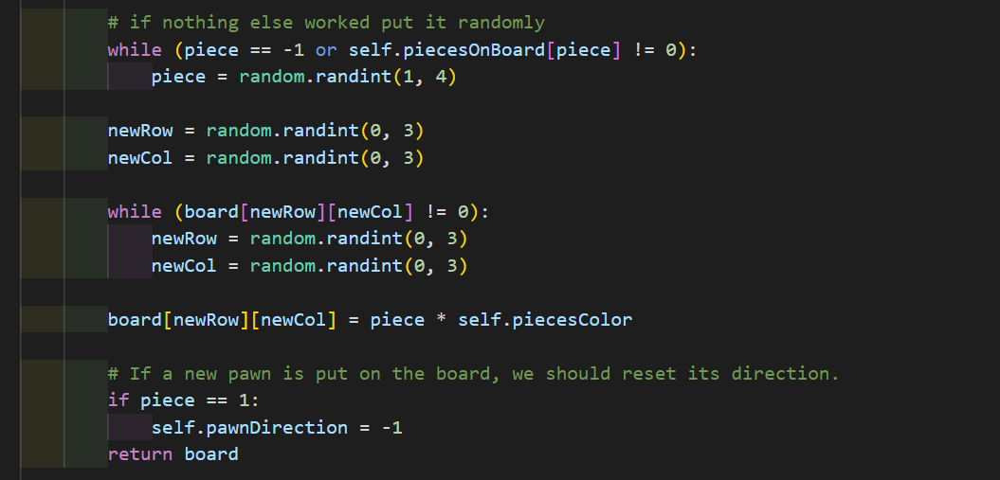 # if nothing else worked put it randomly
while (piece == -1 or self.piecesOnBoard[piece] != 0):
    piece = random.randint(1, 4)

newRow = random.randint(0, 3)
newCol = random.randint(0, 3)

while (board[newRow][newCol] != 0):
    newRow = random.randint(0, 3)
    newCol = random.randint(0, 3)

board[newRow][newCol] = piece * self.piecesColor

# If a new pawn is put on the board, we should reset its direction.
if piece == 1:
    self.pawnDirection = -1
return board